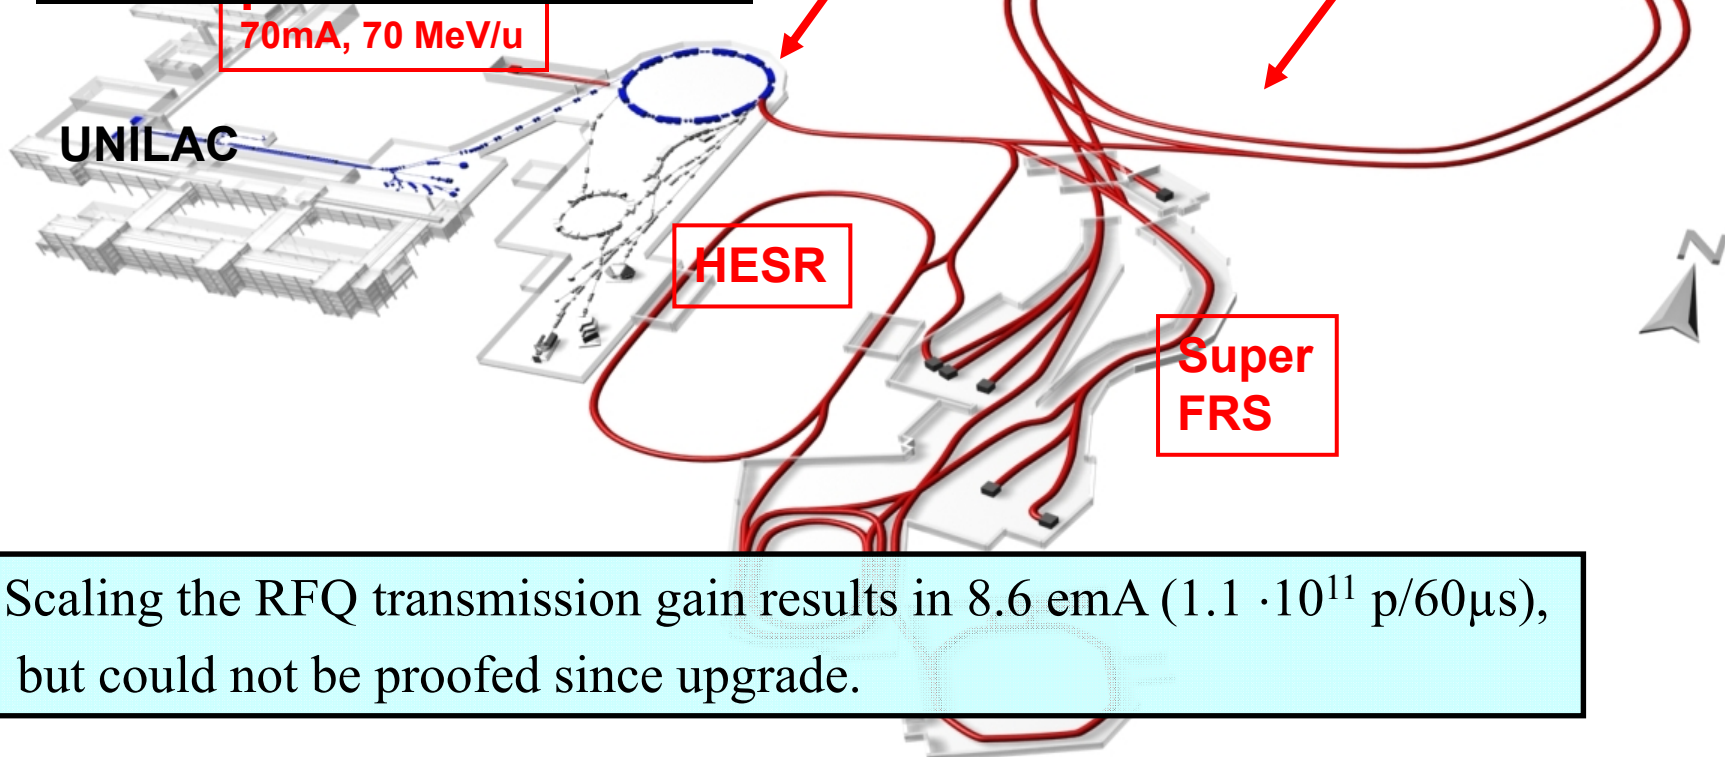 70mA, 70 MeV/u
UNILAC
HESR
N
Super
FRS
Scaling the RFQ transmission gain results in 8.6 emA (1.1 ·10¹¹ p/60µs),
but could not be proofed since upgrade.